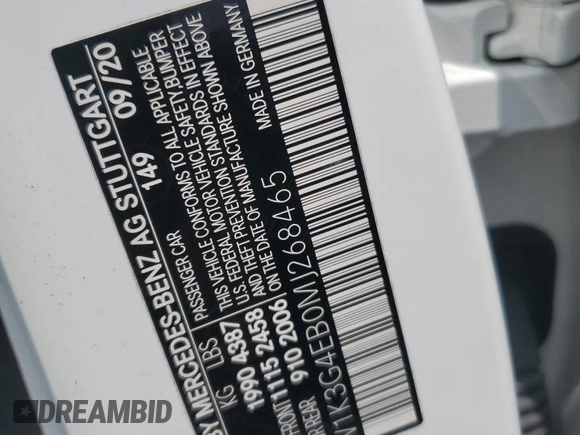 BY MERCEDES-BENZ AG STUTTGART
149 09/20
PASSENGER CAR
THIS VEHICLE CONFORMS TO ALL APPLICABLE
U.S. FEDERAL MOTOR VEHICLE SAFETY, BUMPER
AND THEFT PREVENTION STANDARDS IN EFFECT
ON THE DATE OF MANUFACTURE SHOWN ABOVE
MADE IN GERMANY
KG LBS
1990 4387
FRONT 1115 2458
REAR 910 2006
W1K3G4EB0MJ268465
DREAMBID